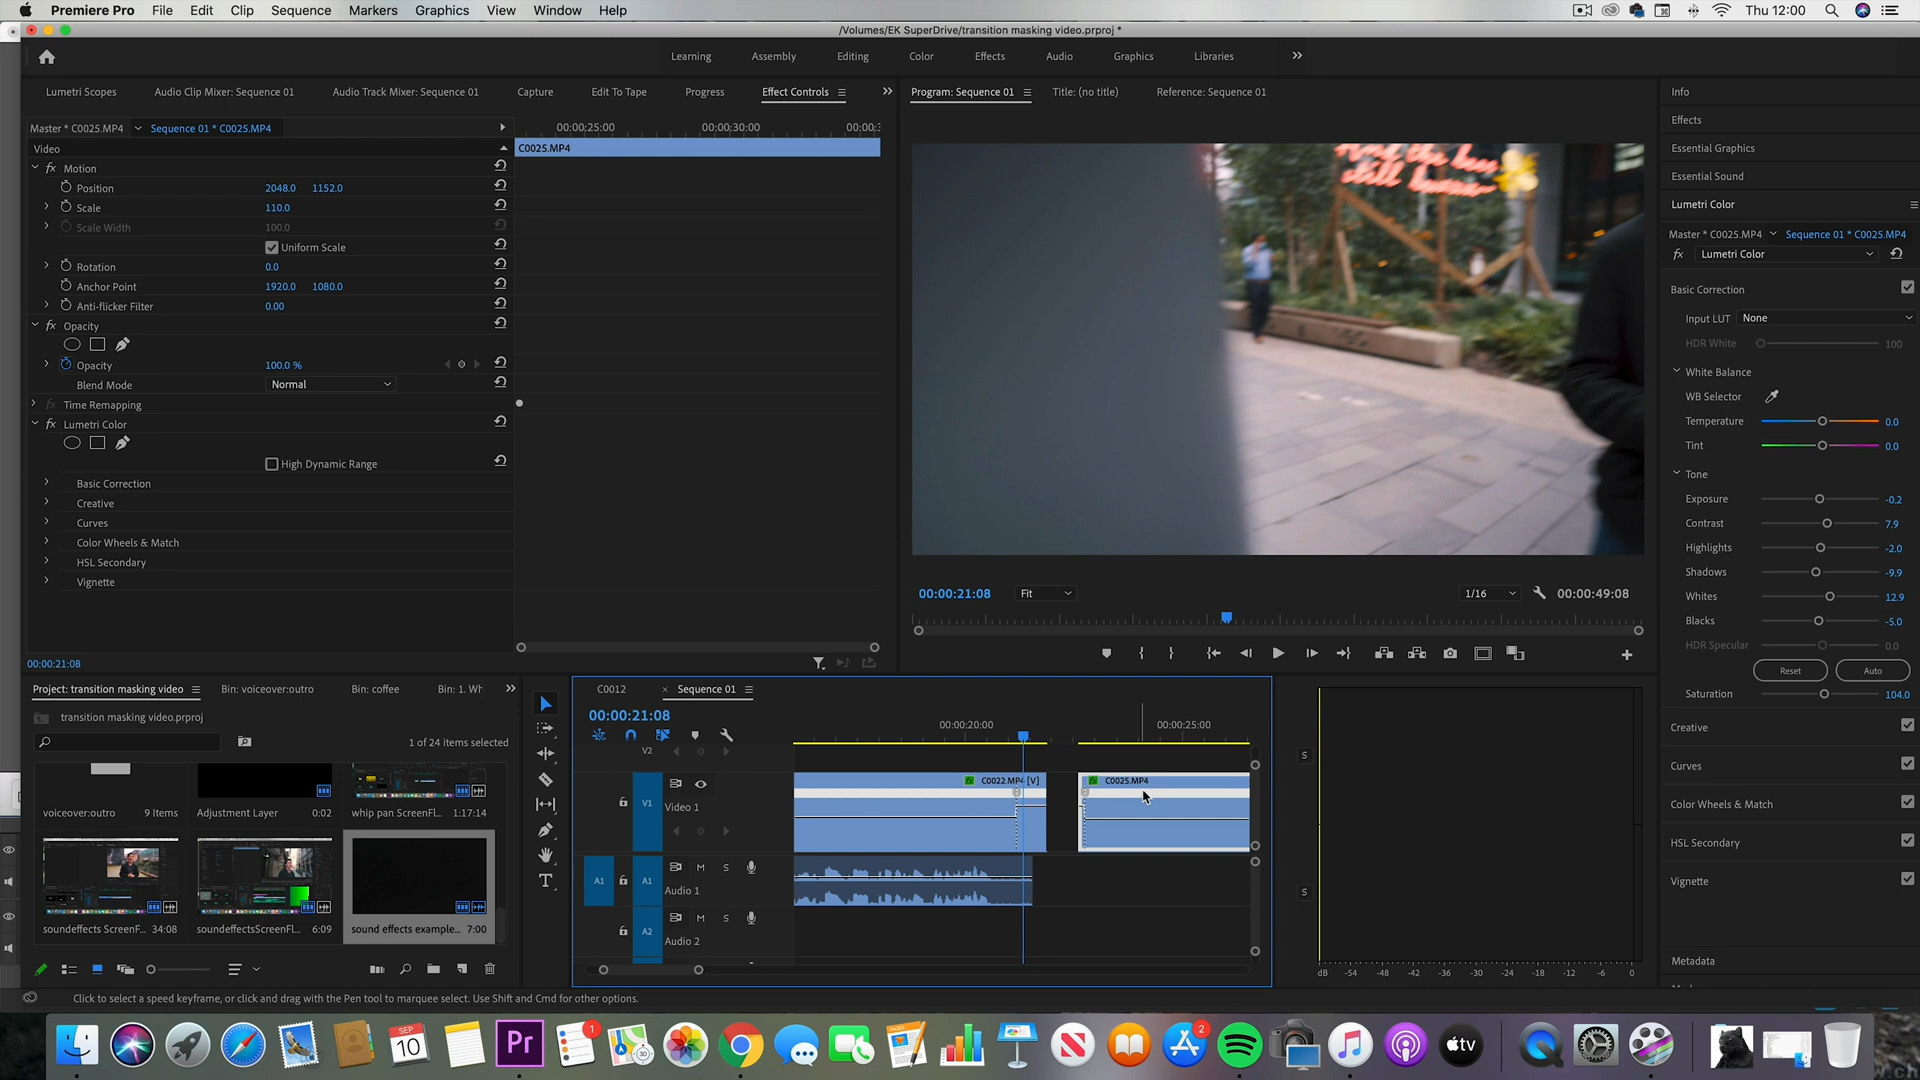 Premiere Pro File Edit Clip Sequence Markers Graphics View Window Help Thu 12:00
/Volumes/EK SuperDrive/transition masking video.prproj *
Learning Assembly Editing Color Effects Audio Graphics Libraries
Lumetri Scopes Audio Clip Mixer: Sequence 01 Audio Track Mixer: Sequence 01 Capture Edit To Tape Progress Effect Controls
Program: Sequence 01 Title: (no title) Reference: Sequence 01
Info
Effects
Essential Graphics
Essential Sound
Lumetri Color
Master * C0025.MP4 Sequence 01 * C0025.MP4
fx Lumetri Color
Basic Correction
Input LUT None
HDR White 100
White Balance
WB Selector
Temperature 0.0
Tint 0.0
Tone
Exposure -0.2
Contrast 7.9
Highlights -2.0
Shadows -9.9
Whites 12.9
Blacks -5.0
HDR Specular 0.0
Reset Auto
Saturation 104.0
Creative
Curves
Color Wheels & Match
HSL Secondary
Vignette
Metadata
Master * C0025.MP4 Sequence 01 * C0025.MP4 00:00:25:00 00:00:30:00 00:00:3
Video C0025.MP4
fx Motion
Position 2048.0 1152.0
Scale 110.0
Scale Width 100.0
Uniform Scale
Rotation 0.0
Anchor Point 1920.0 1080.0
Anti-flicker Filter 0.00
fx Opacity
Opacity 100.0 %
Blend Mode Normal
fx Time Remapping
fx Lumetri Color
High Dynamic Range
Basic Correction
Creative
Curves
Color Wheels & Match
HSL Secondary
Vignette
00:00:21:08
still
00:00:21:08 Fit 1/16 00:00:49:08
Project: transition masking video Bin: voiceover:outro Bin: coffee Bin: 1. Wh
transition masking video.prproj
1 of 24 items selected
voiceover:outro 9 Items Adjustment Layer 0:02 whip pan ScreenFl... 1:17:14
soundeffects ScreenF... 34:08 soundeffectsScreenFl... 6:09 sound effects example... 7:00
C0012 × Sequence 01
00:00:21:08 00:00:20:00 00:00:25:00
V2
V1 Video 1 fx C0022.MP4 [V] fx C0025.MP4
A1 A1 M S Audio 1
A2 M S Audio 2
S
S
dB -54 -48 -42 -36 -30 -24 -18 -12 -6 0
Click to select a speed keyframe, or click and drag with the Pen tool to marquee select. Use Shift and Cmd for other options.
SEP
10
Pr
1
3D
2
tv